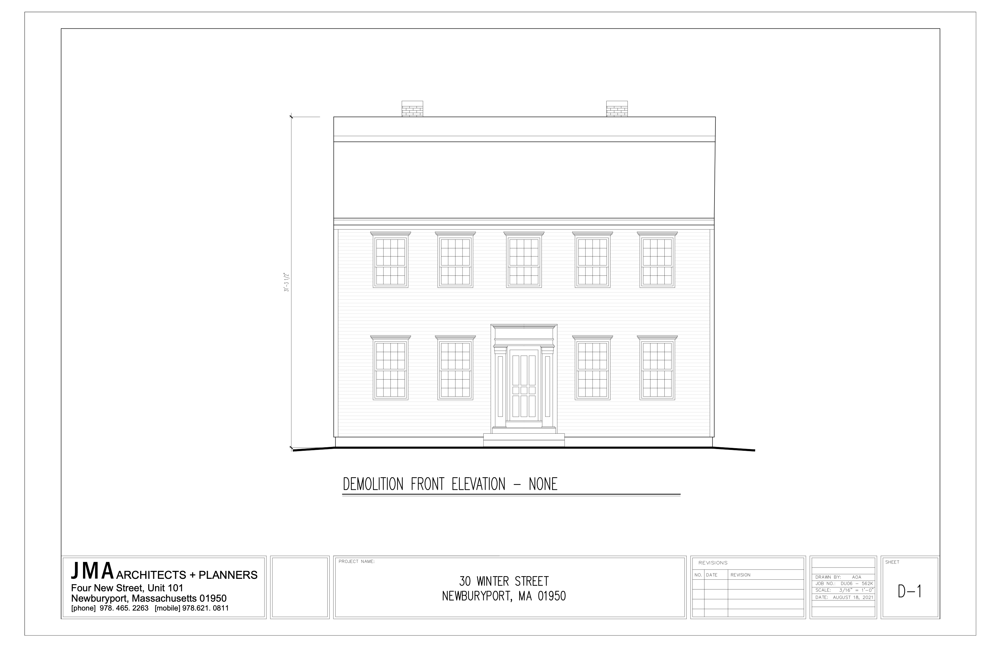 31'-3 1/2"
DEMOLITION FRONT ELEVATION - NONE
JMA ARCHITECTS + PLANNERS
Four New Street, Unit 101
Newburyport, Massachusetts 01950
[phone] 978. 465. 2263 [mobile] 978.621. 0811
PROJECT NAME:
30 WINTER STREET
NEWBURYPORT, MA 01950
REVISIONS
NO. DATE REVISION
DRAWN BY: AOA
JOB NO.: DU06 - 562K
SCALE: 3/16" = 1'-0"
DATE: AUGUST 18, 2021
SHEET
D-1